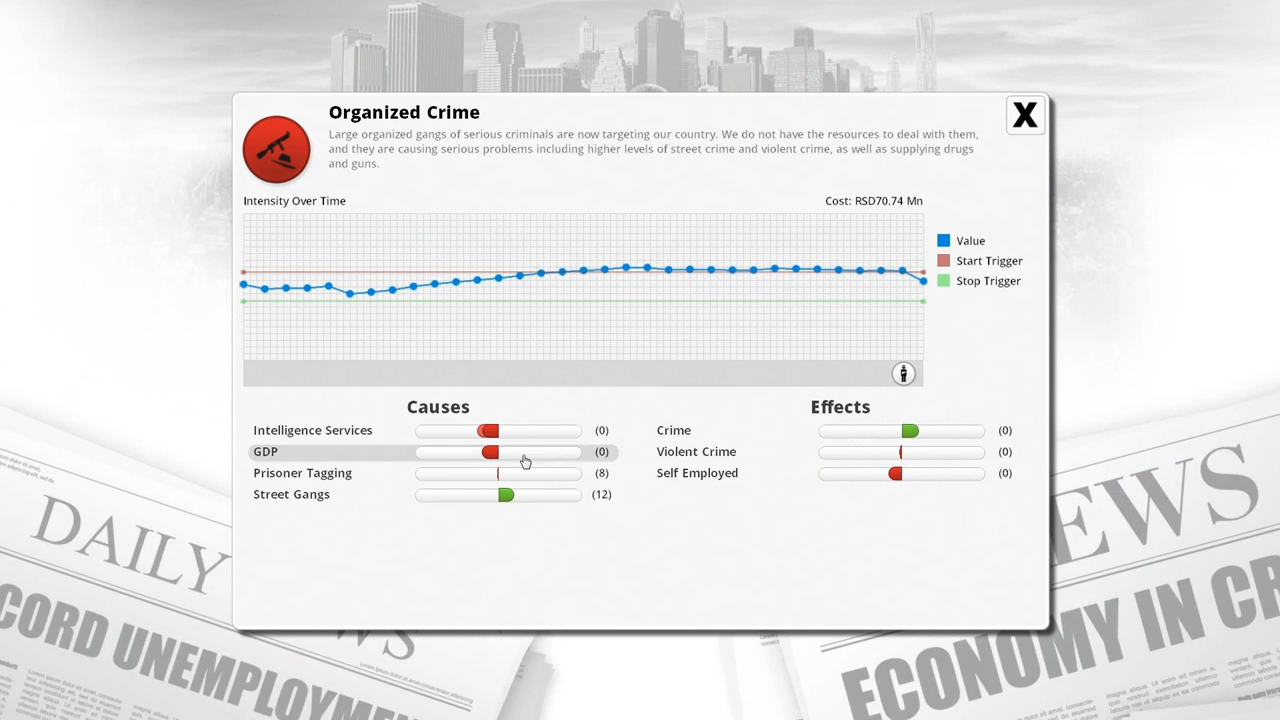 Organized Crime
X
Large organized gangs of serious criminals are now targeting our country. We do not have the resources to deal with them,
and they are causing serious problems including higher levels of street crime and violent crime, as well as supplying drugs
and guns.
Intensity Over Time
Cost: RSD70.74 Mn
Value
Start Trigger
Stop Trigger
Causes
Effects
Intelligence Services (0)
Crime (0)
GDP (0)
Violent Crime (0)
Prisoner Tagging (8)
Self Employed (0)
Street Gangs (12)
DAILY
NEWS
CORD UNEMPLOYME
ECONOMY IN CR